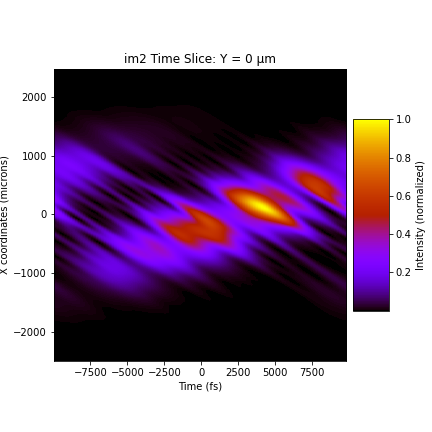 im2 Time Slice: Y = 0 μm
2000
1000
0
−1000
−2000
X coordinates (microns)
−7500 −5000 −2500 0 2500 5000 7500
Time (fs)
1.0
0.8
0.6
0.4
0.2
Intensity (normalized)